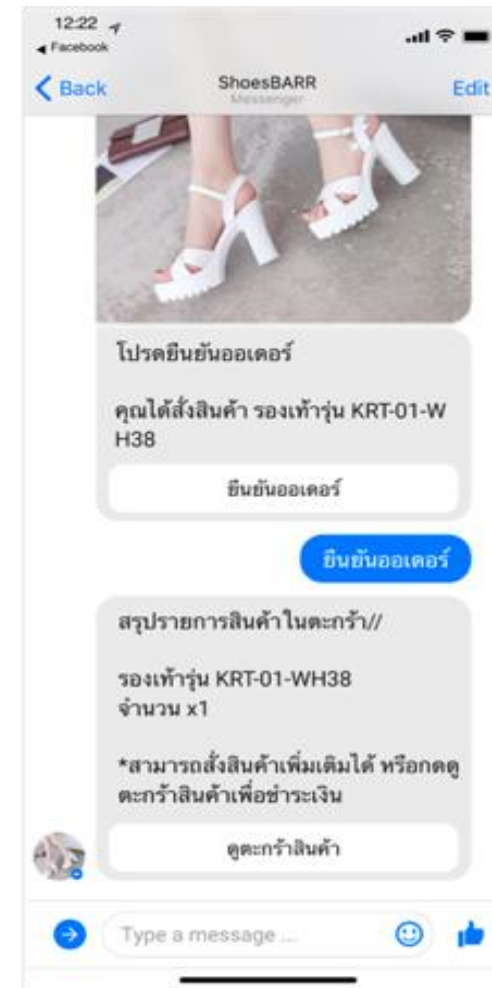 12:22
Facebook
Back
ShoesBARR
Messenger
Edit
โปรดยืนยันออเดอร์
คุณได้สั่งสินค้า รองเท้ารุ่น KRT-01-W
H38
ยืนยันออเดอร์
ยืนยันออเดอร์
สรุปรายการสินค้าในตะกร้า//
รองเท้ารุ่น KRT-01-WH38
จำนวน x1
*สามารถสั่งสินค้าเพิ่มเติมได้ หรือกดดู
ตะกร้าสินค้าเพื่อชำระเงิน
ดูตะกร้าสินค้า
Type a message ...